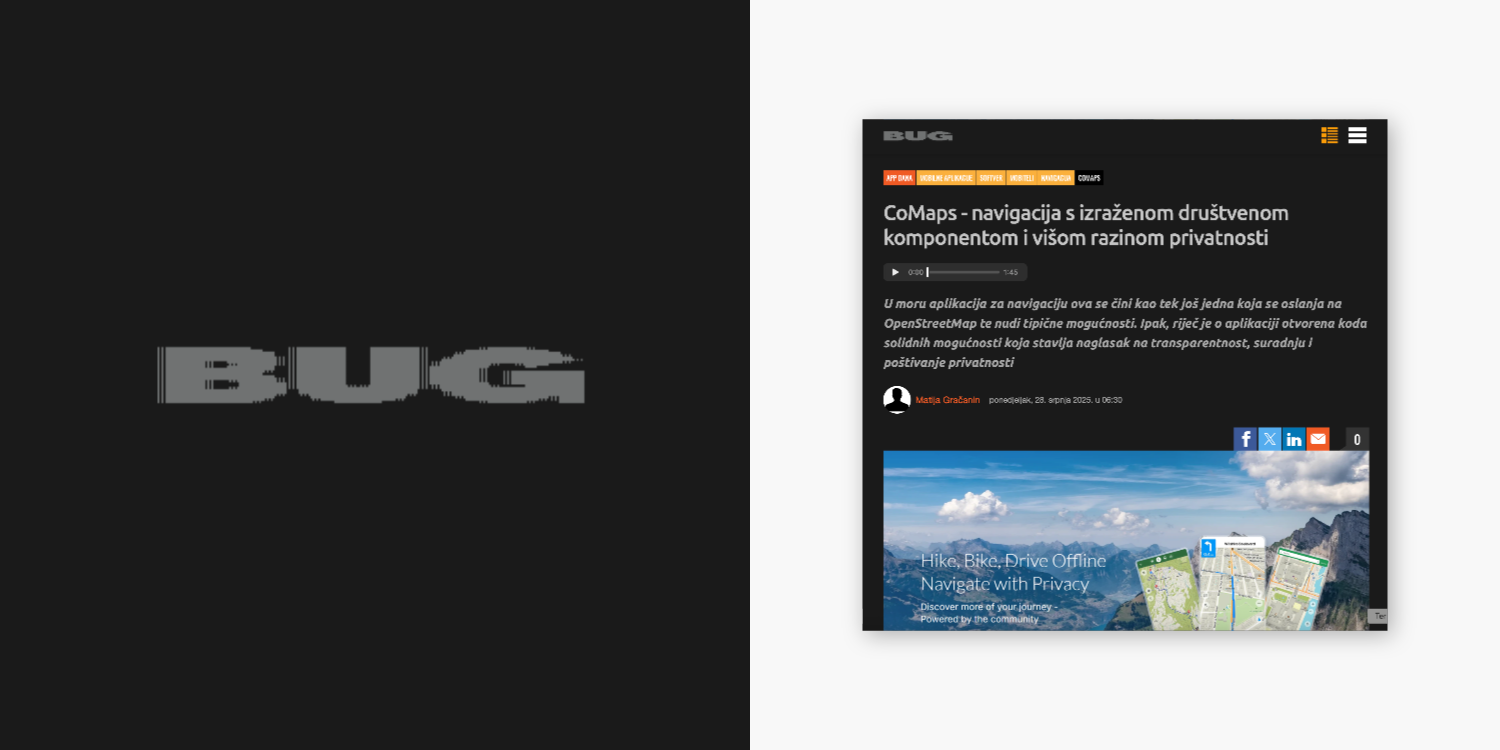 BUG
BUG
APP DANA MOBILNE APLIKACIJE SOFTVER MOBITELI NAVIGACIJA COMAPS
CoMaps - navigacija s izraženom društvenom
komponentom i višom razinom privatnosti
0:00 1:45
U moru aplikacija za navigaciju ova se čini kao tek još jedna koja se oslanja na
OpenStreetMap te nudi tipične mogućnosti. Ipak, riječ je o aplikaciji otvorena koda
solidnih mogućnosti koja stavlja naglasak na transparentnost, suradnju i
poštivanje privatnosti
Matija Gračanin ponedjeljak, 28. srpnja 2025. u 06:30
0
Hike, Bike, Drive Offline
Navigate with Privacy
Discover more of your journey -
Powered by the community
Ter